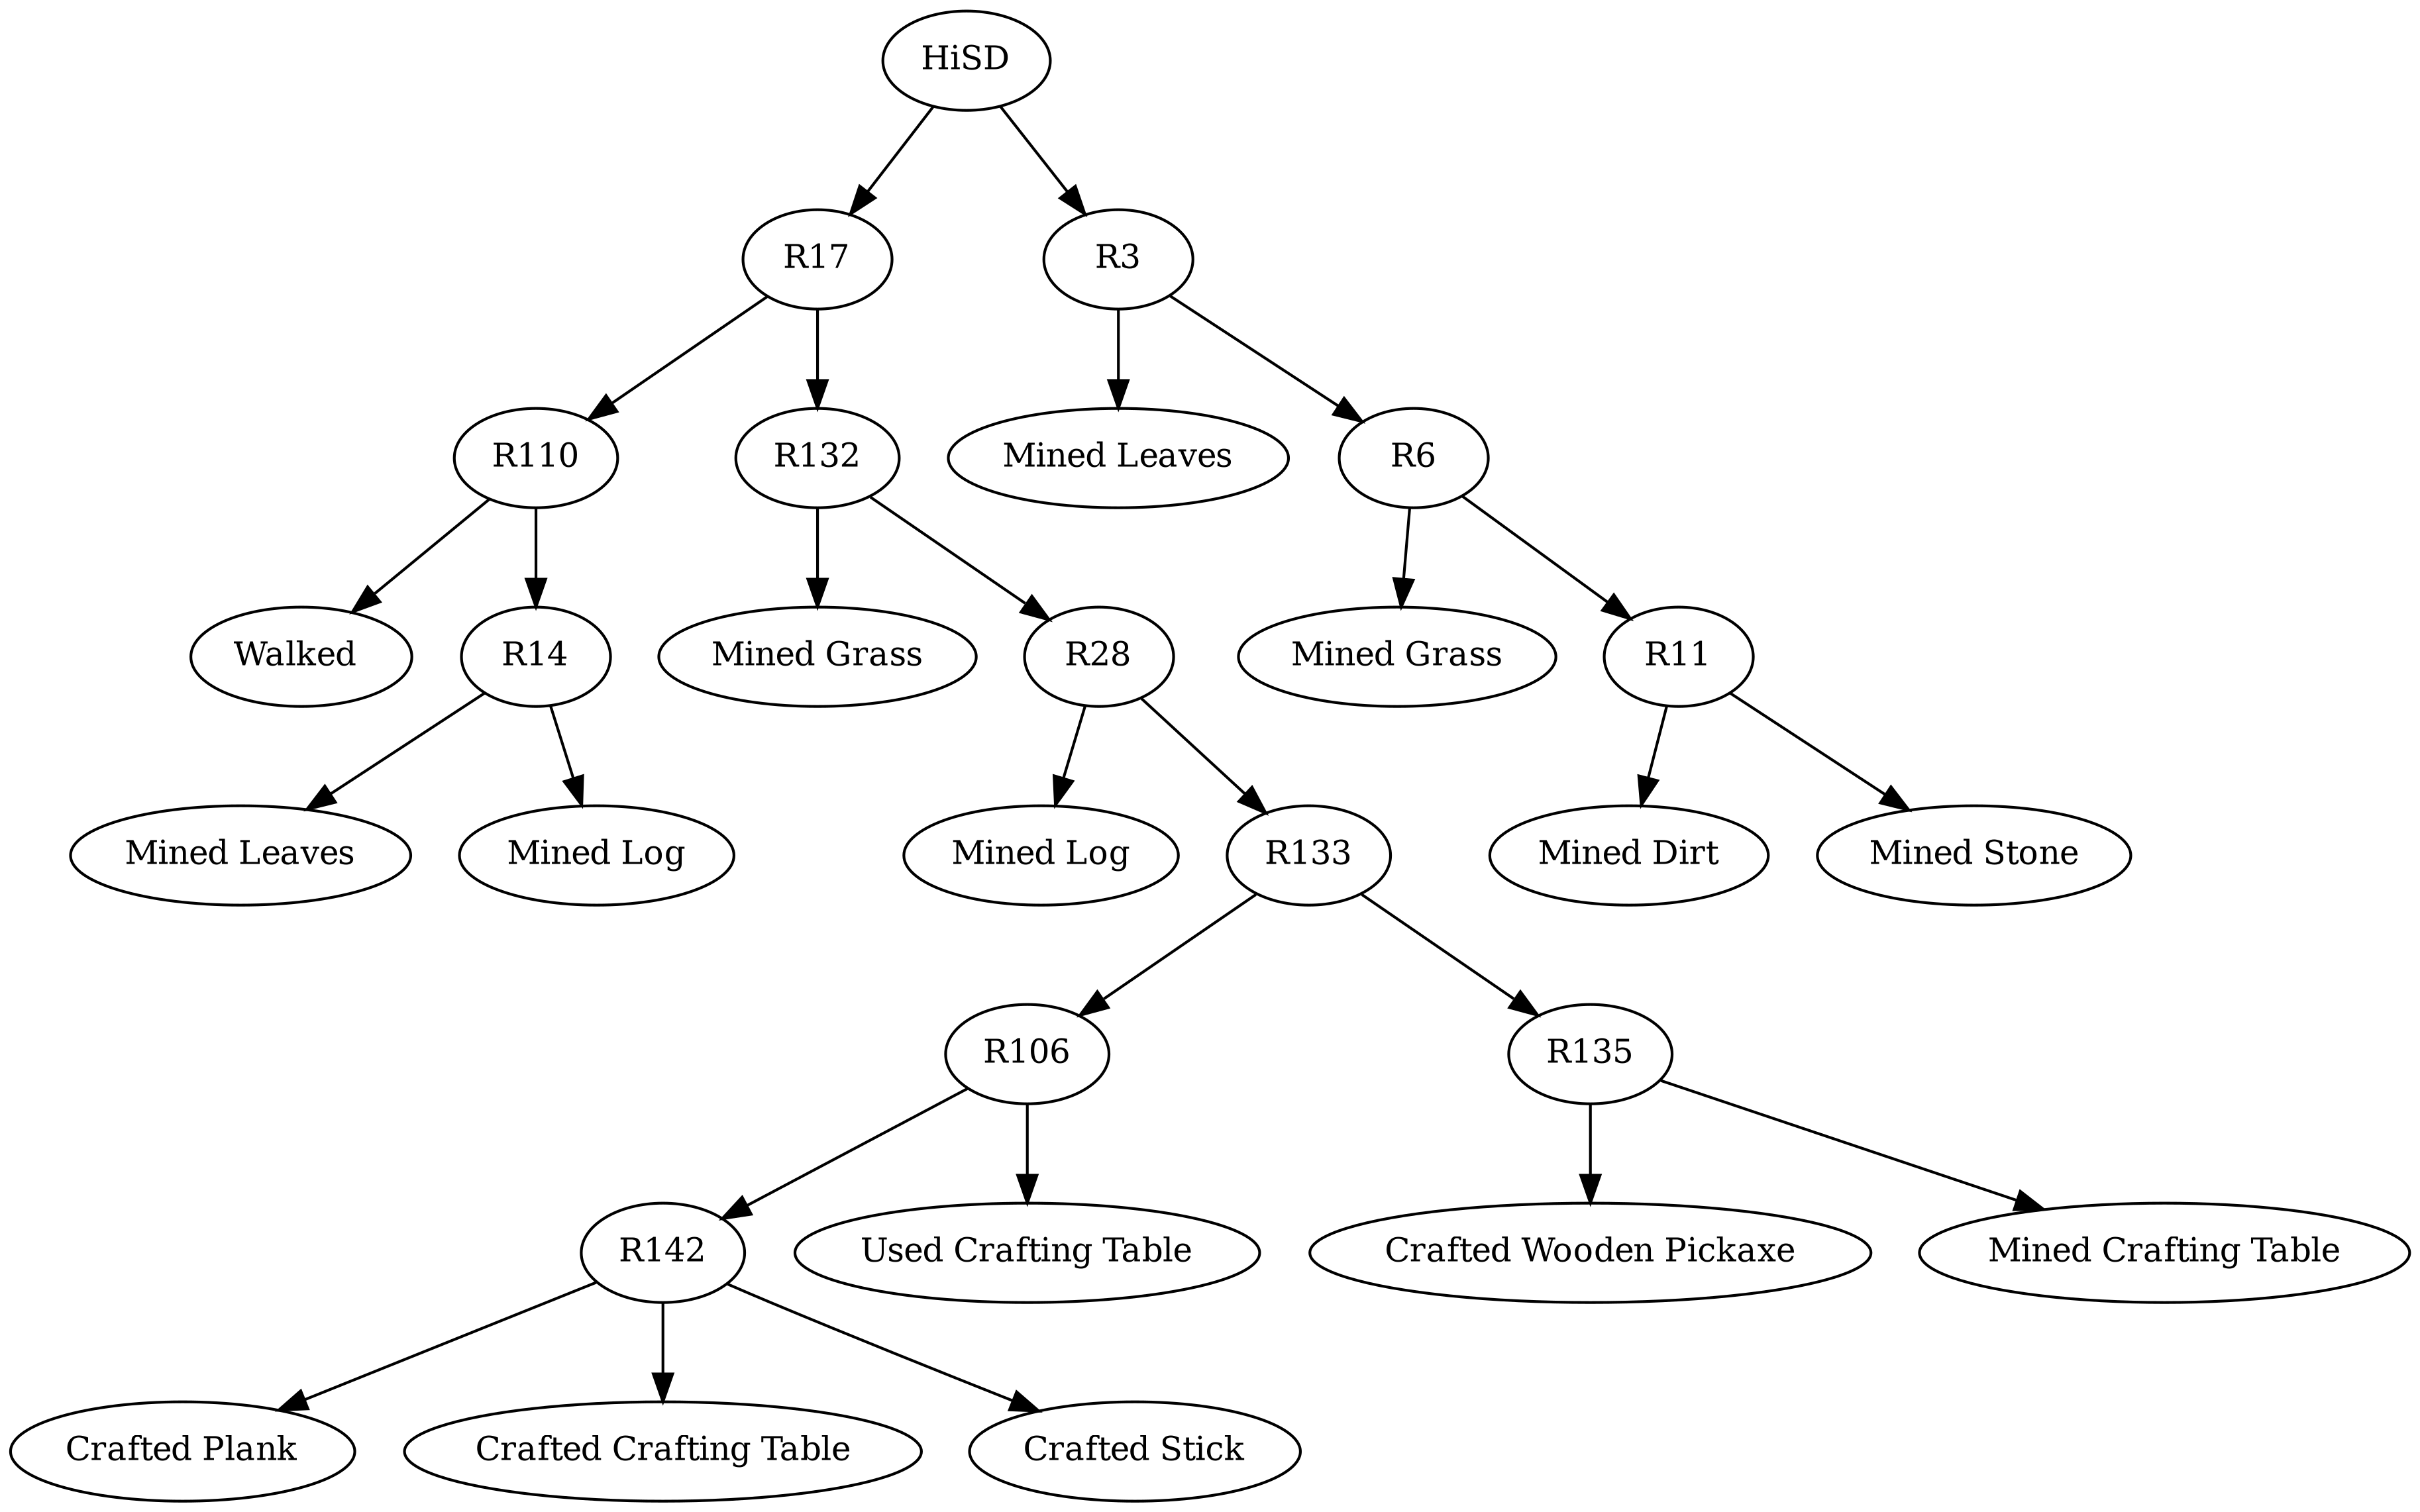 HiSD
R17
R3
R110
R132
Mined Leaves
R6
Walked
R14
Mined Grass
R28
Mined Grass
R11
Mined Leaves
Mined Log
Mined Log
R133
Mined Dirt
Mined Stone
R106
R135
R142
Used Crafting Table
Crafted Wooden Pickaxe
Mined Crafting Table
Crafted Plank
Crafted Crafting Table
Crafted Stick